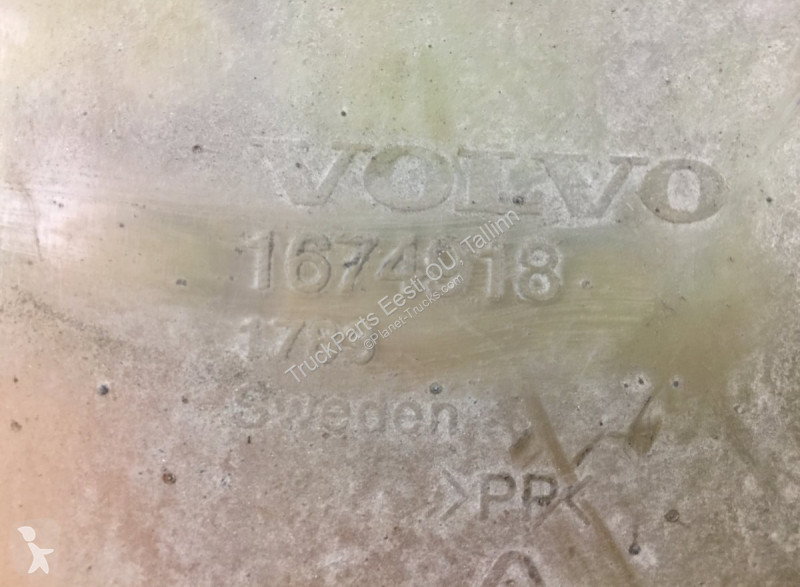 VOLVO
Sweden
>PP<
A
TruckParts Eesti OÜ, Tallinn
©Planet-Trucks.com